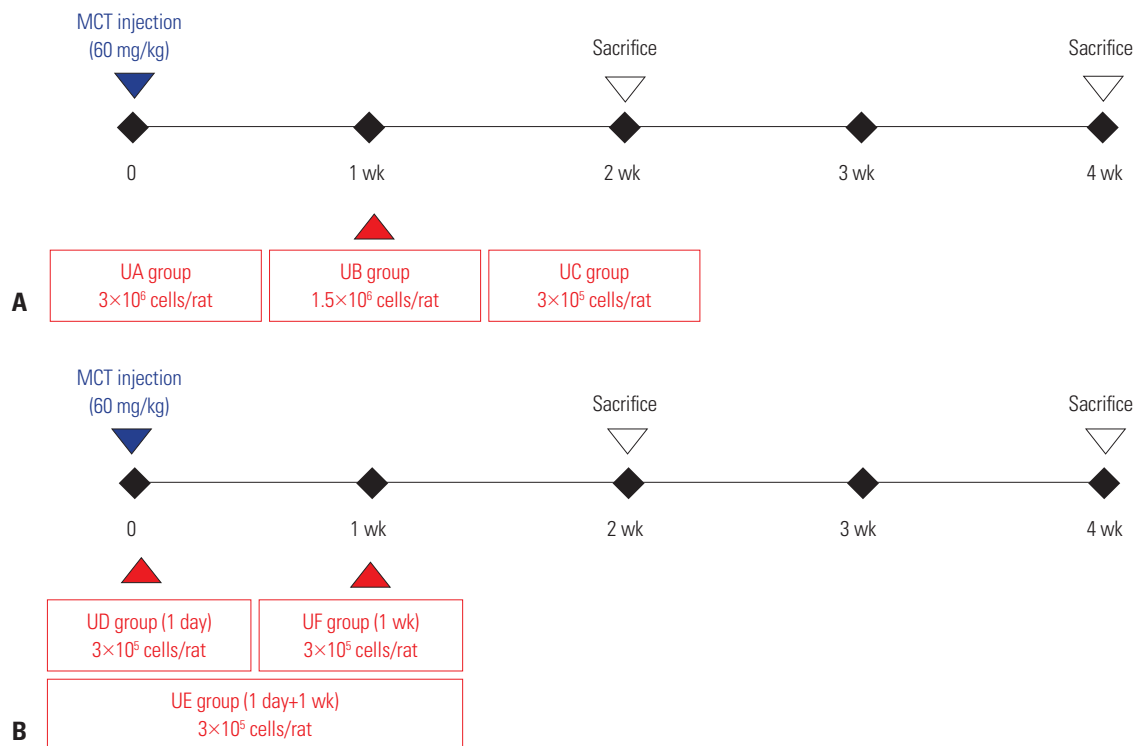 MCT injection
(60 mg/kg)
Sacrifice
Sacrifice
0
1 wk
2 wk
3 wk
4 wk
UA group
3×10⁶ cells/rat
UB group
1.5×10⁶ cells/rat
UC group
3×10⁵ cells/rat
A
MCT injection
(60 mg/kg)
Sacrifice
Sacrifice
0
1 wk
2 wk
3 wk
4 wk
UD group (1 day)
3×10⁵ cells/rat
UF group (1 wk)
3×10⁵ cells/rat
UE group (1 day+1 wk)
3×10⁵ cells/rat
B